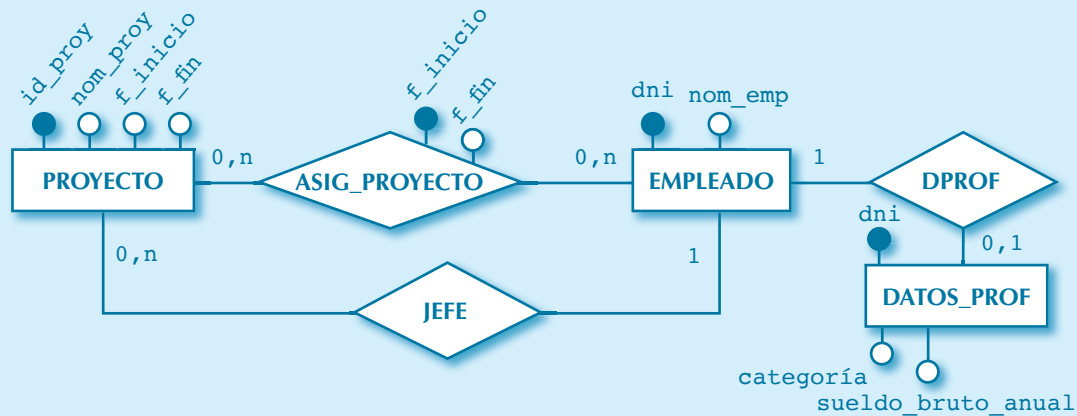 id_proy
nom_proy
f_inicio
f_fin
f_inicio
f_fin
dni
nom_emp
PROYECTO
0,n
ASIG_PROYECTO
0,n
EMPLEADO
1
DPROF
dni
0,1
0,n
1
JEFE
DATOS_PROF
categoría
sueldo_bruto_anual